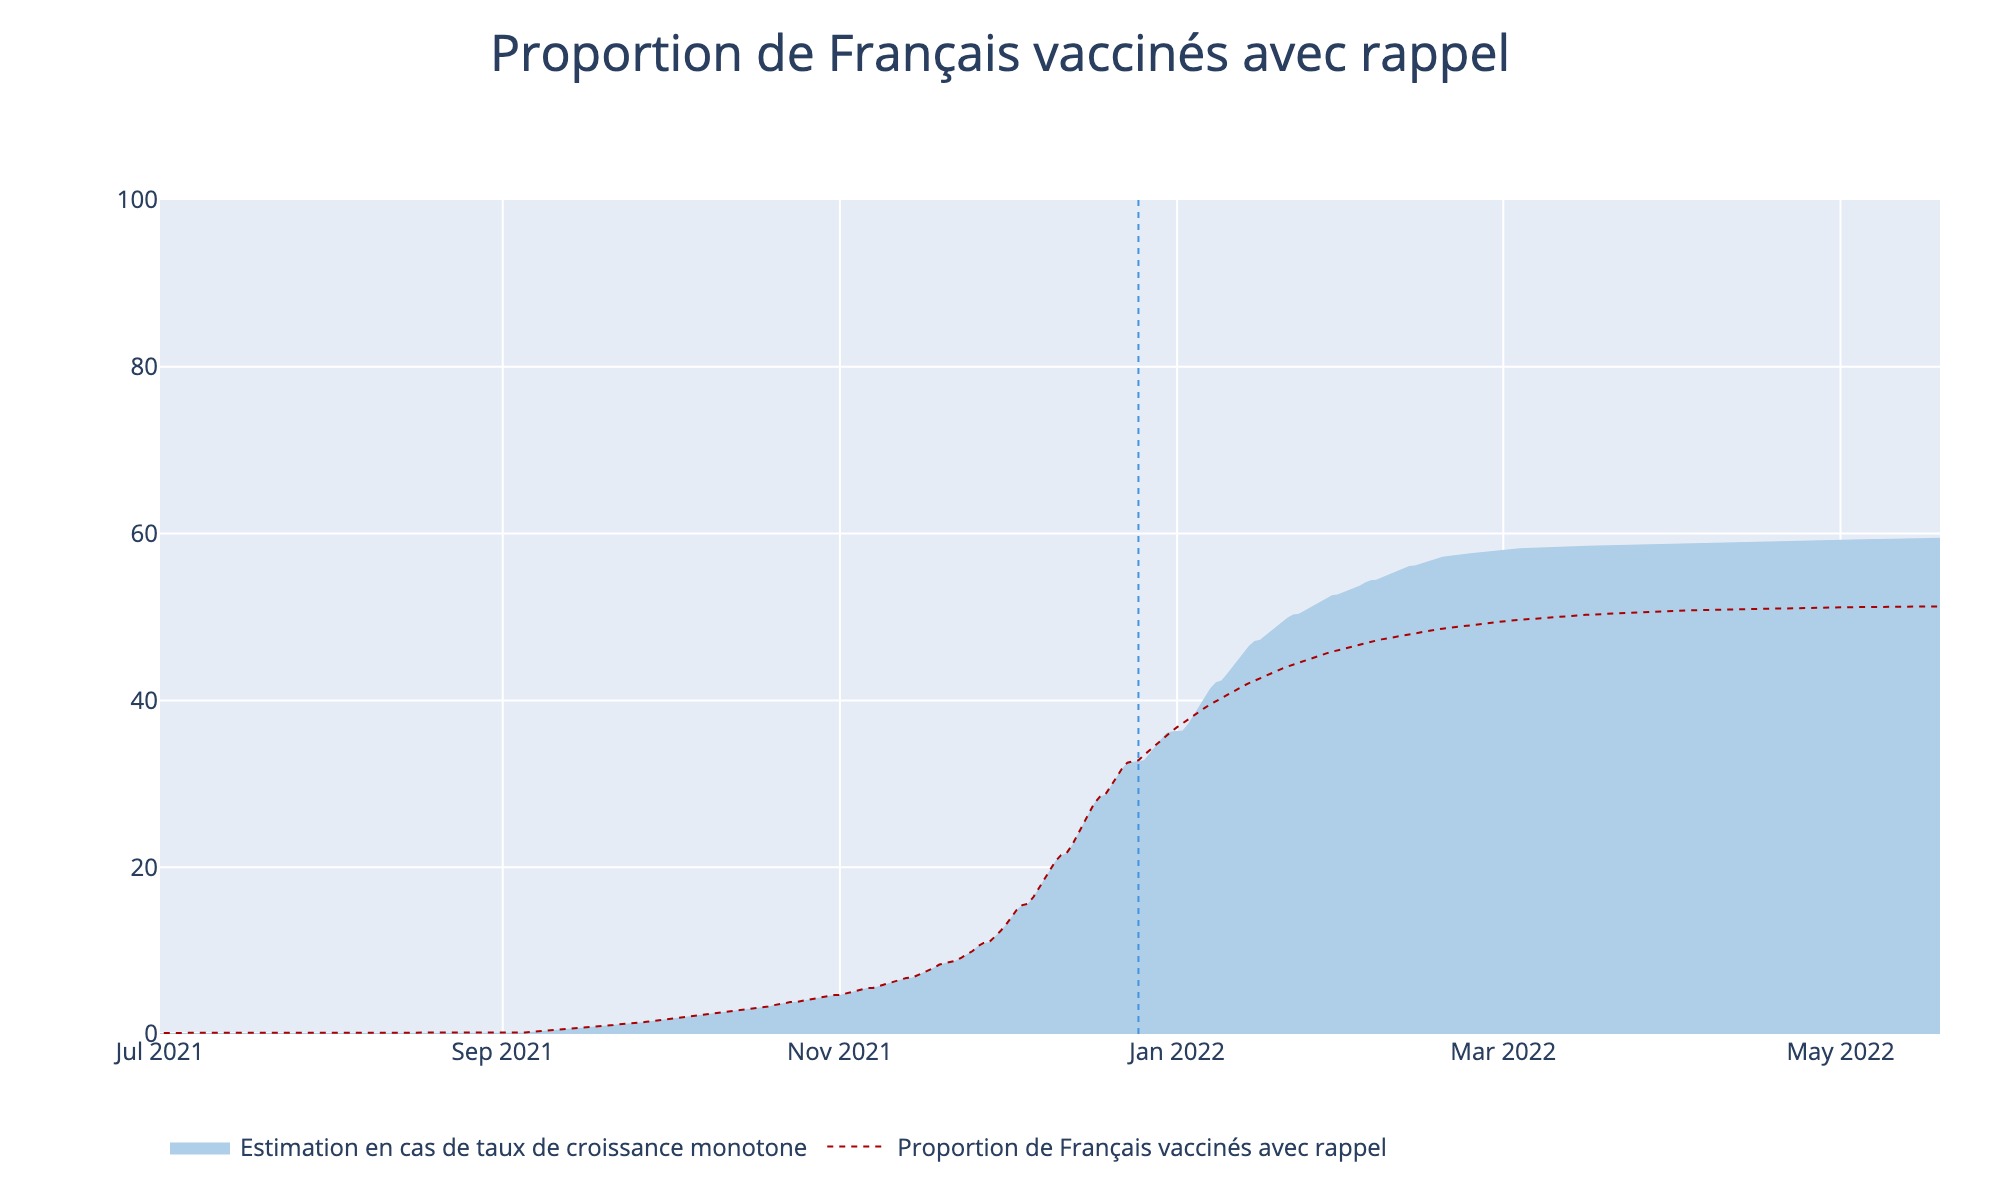 Proportion de Français vaccinés avec rappel
100
80
60
40
20
0
Jul 2021 Sep 2021 Nov 2021 Jan 2022 Mar 2022 May 2022
Estimation en cas de taux de croissance monotone Proportion de Français vaccinés avec rappel